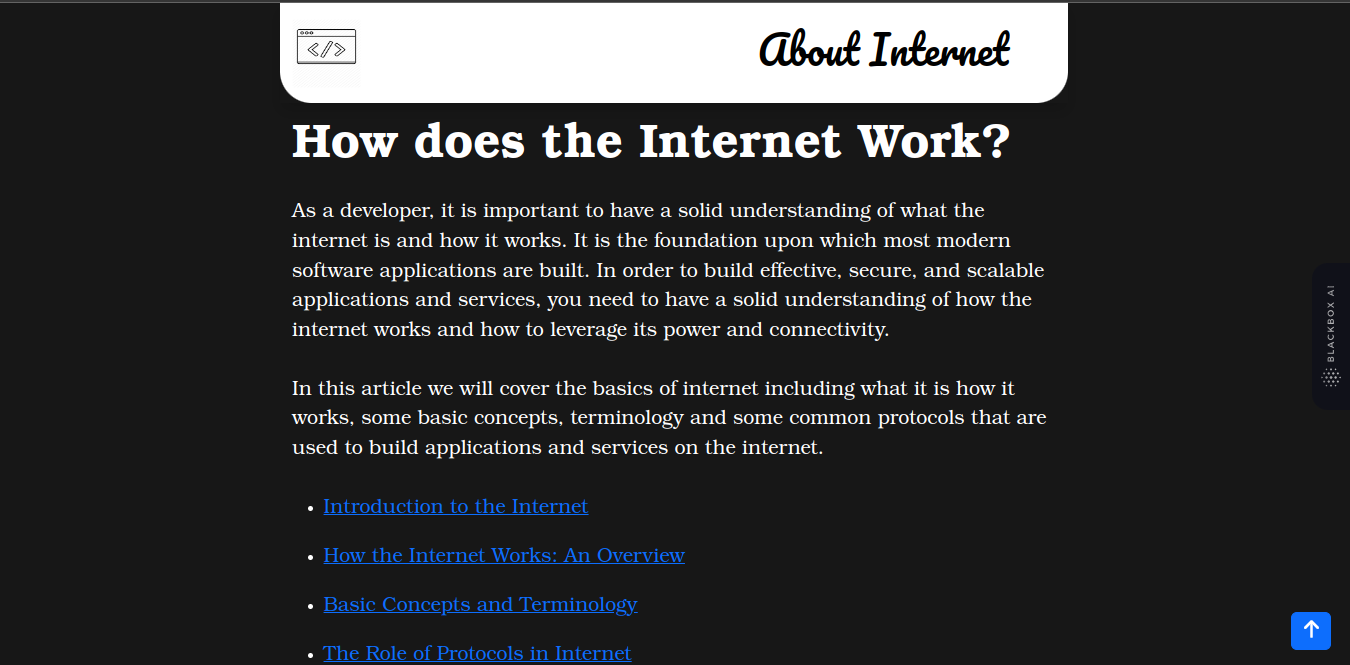 </>
About Internet
How does the Internet Work?
As a developer, it is important to have a solid understanding of what the
internet is and how it works. It is the foundation upon which most modern
software applications are built. In order to build effective, secure, and scalable
applications and services, you need to have a solid understanding of how the
internet works and how to leverage its power and connectivity.
In this article we will cover the basics of internet including what it is how it
works, some basic concepts, terminology and some common protocols that are
used to build applications and services on the internet.
• Introduction to the Internet
• How the Internet Works: An Overview
• Basic Concepts and Terminology
• The Role of Protocols in Internet
BLACKBOX AI